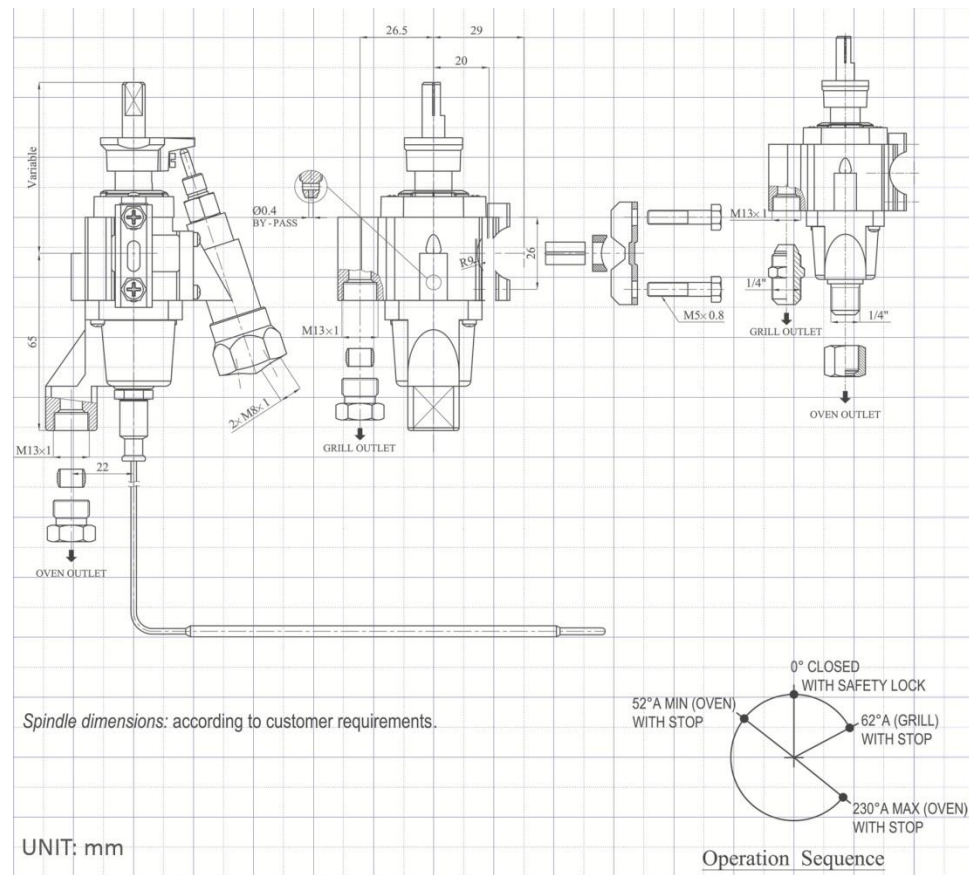 26.5
29
20
Variable
Ø0.4
BY - PASS
R9
26
M13×1
1/4"
1/4"
GRILL OUTLET
OVEN OUTLET
65
M13×1
M5×0.8
2×M8×1
GRILL OUTLET
M13×1
22
OVEN OUTLET
0° CLOSED
WITH SAFETY LOCK
52°A MIN (OVEN)
WITH STOP
62°A (GRILL)
WITH STOP
Spindle dimensions: according to customer requirements.
230°A MAX (OVEN)
WITH STOP
UNIT: mm
Operation Sequence